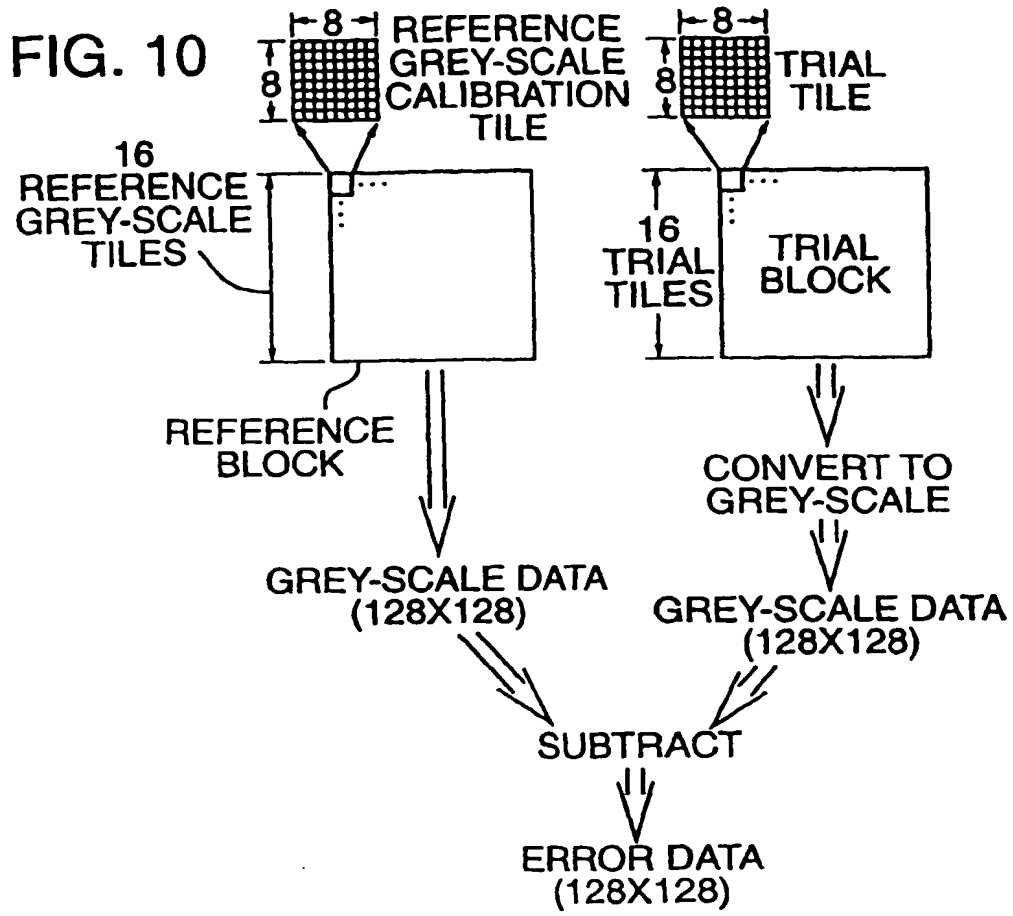 FIG. 10
8
8
REFERENCE
GREY-SCALE
CALIBRATION
TILE
8
8
TRIAL
TILE
16
REFERENCE
GREY-SCALE
TILES
REFERENCE
BLOCK
16
TRIAL
TILES
TRIAL
BLOCK
CONVERT TO
GREY-SCALE
GREY-SCALE DATA
(128X128)
GREY-SCALE DATA
(128X128)
SUBTRACT
ERROR DATA
(128X128)